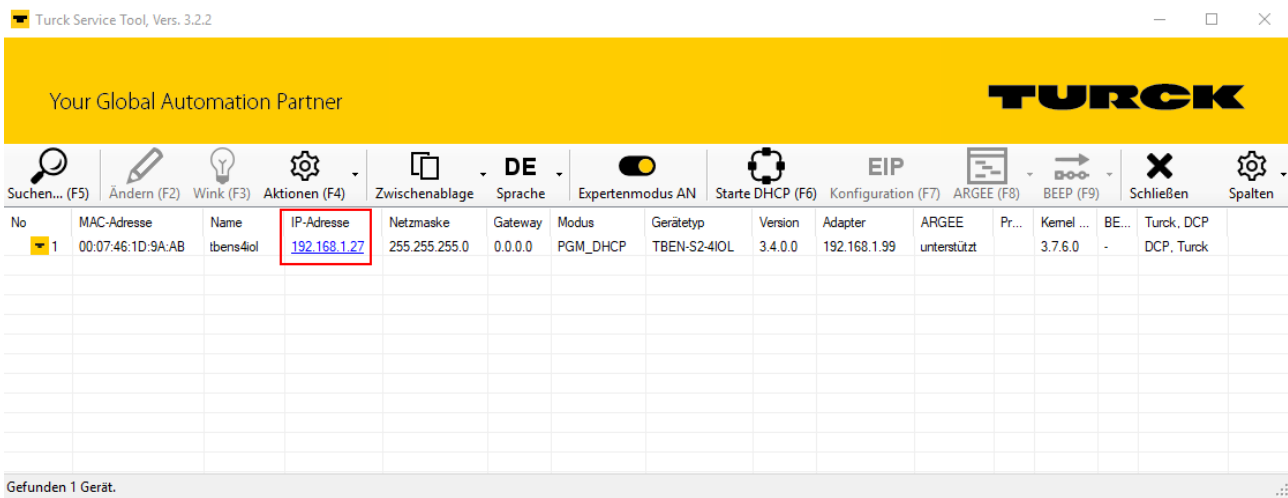 Turck Service Tool, Vers. 3.2.2
Your Global Automation Partner
TURCK
DE EIP
Suchen... (F5) Ändern (F2) Wink (F3) Aktionen (F4) Zwischenablage Sprache Expertenmodus AN Starte DHCP (F6) Konfiguration (F7) ARGEE (F8) BEEP (F9) Schließen Spalten
No MAC-Adresse Name IP-Adresse Netzmaske Gateway Modus Gerätetyp Version Adapter ARGEE Pr... Kernel ... BE... Turck, DCP
1 00:07:46:1D:9A:AB tbens4iol 192.168.1.27 255.255.255.0 0.0.0.0 PGM_DHCP TBEN-S2-4IOL 3.4.0.0 192.168.1.99 unterstützt 3.7.6.0 - DCP, Turck
Gefunden 1 Gerät.